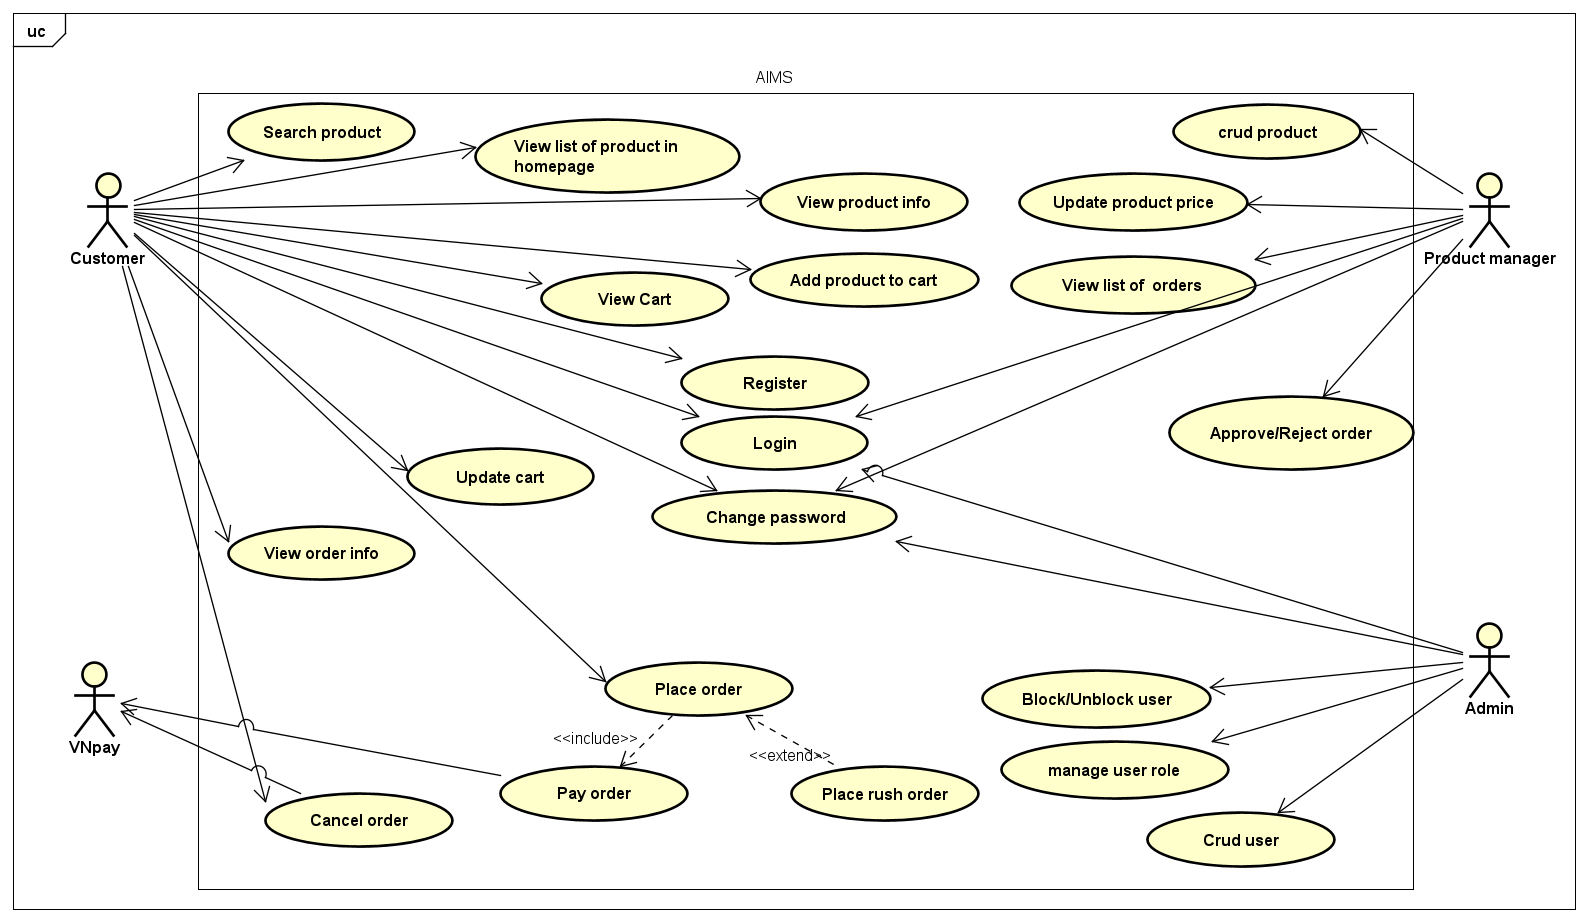 uc
AIMS
Search product
View list of product in
homepage
crud product
View product info
Update product price
Customer
Product manager
View Cart
Add product to cart
View list of  orders
Register
Login
Approve/Reject order
Update cart
Change password
View order info
Place order
Block/Unblock user
Admin
VNpay
<<include>>
<<extend>>
manage user role
Pay order
Place rush order
Cancel order
Crud user